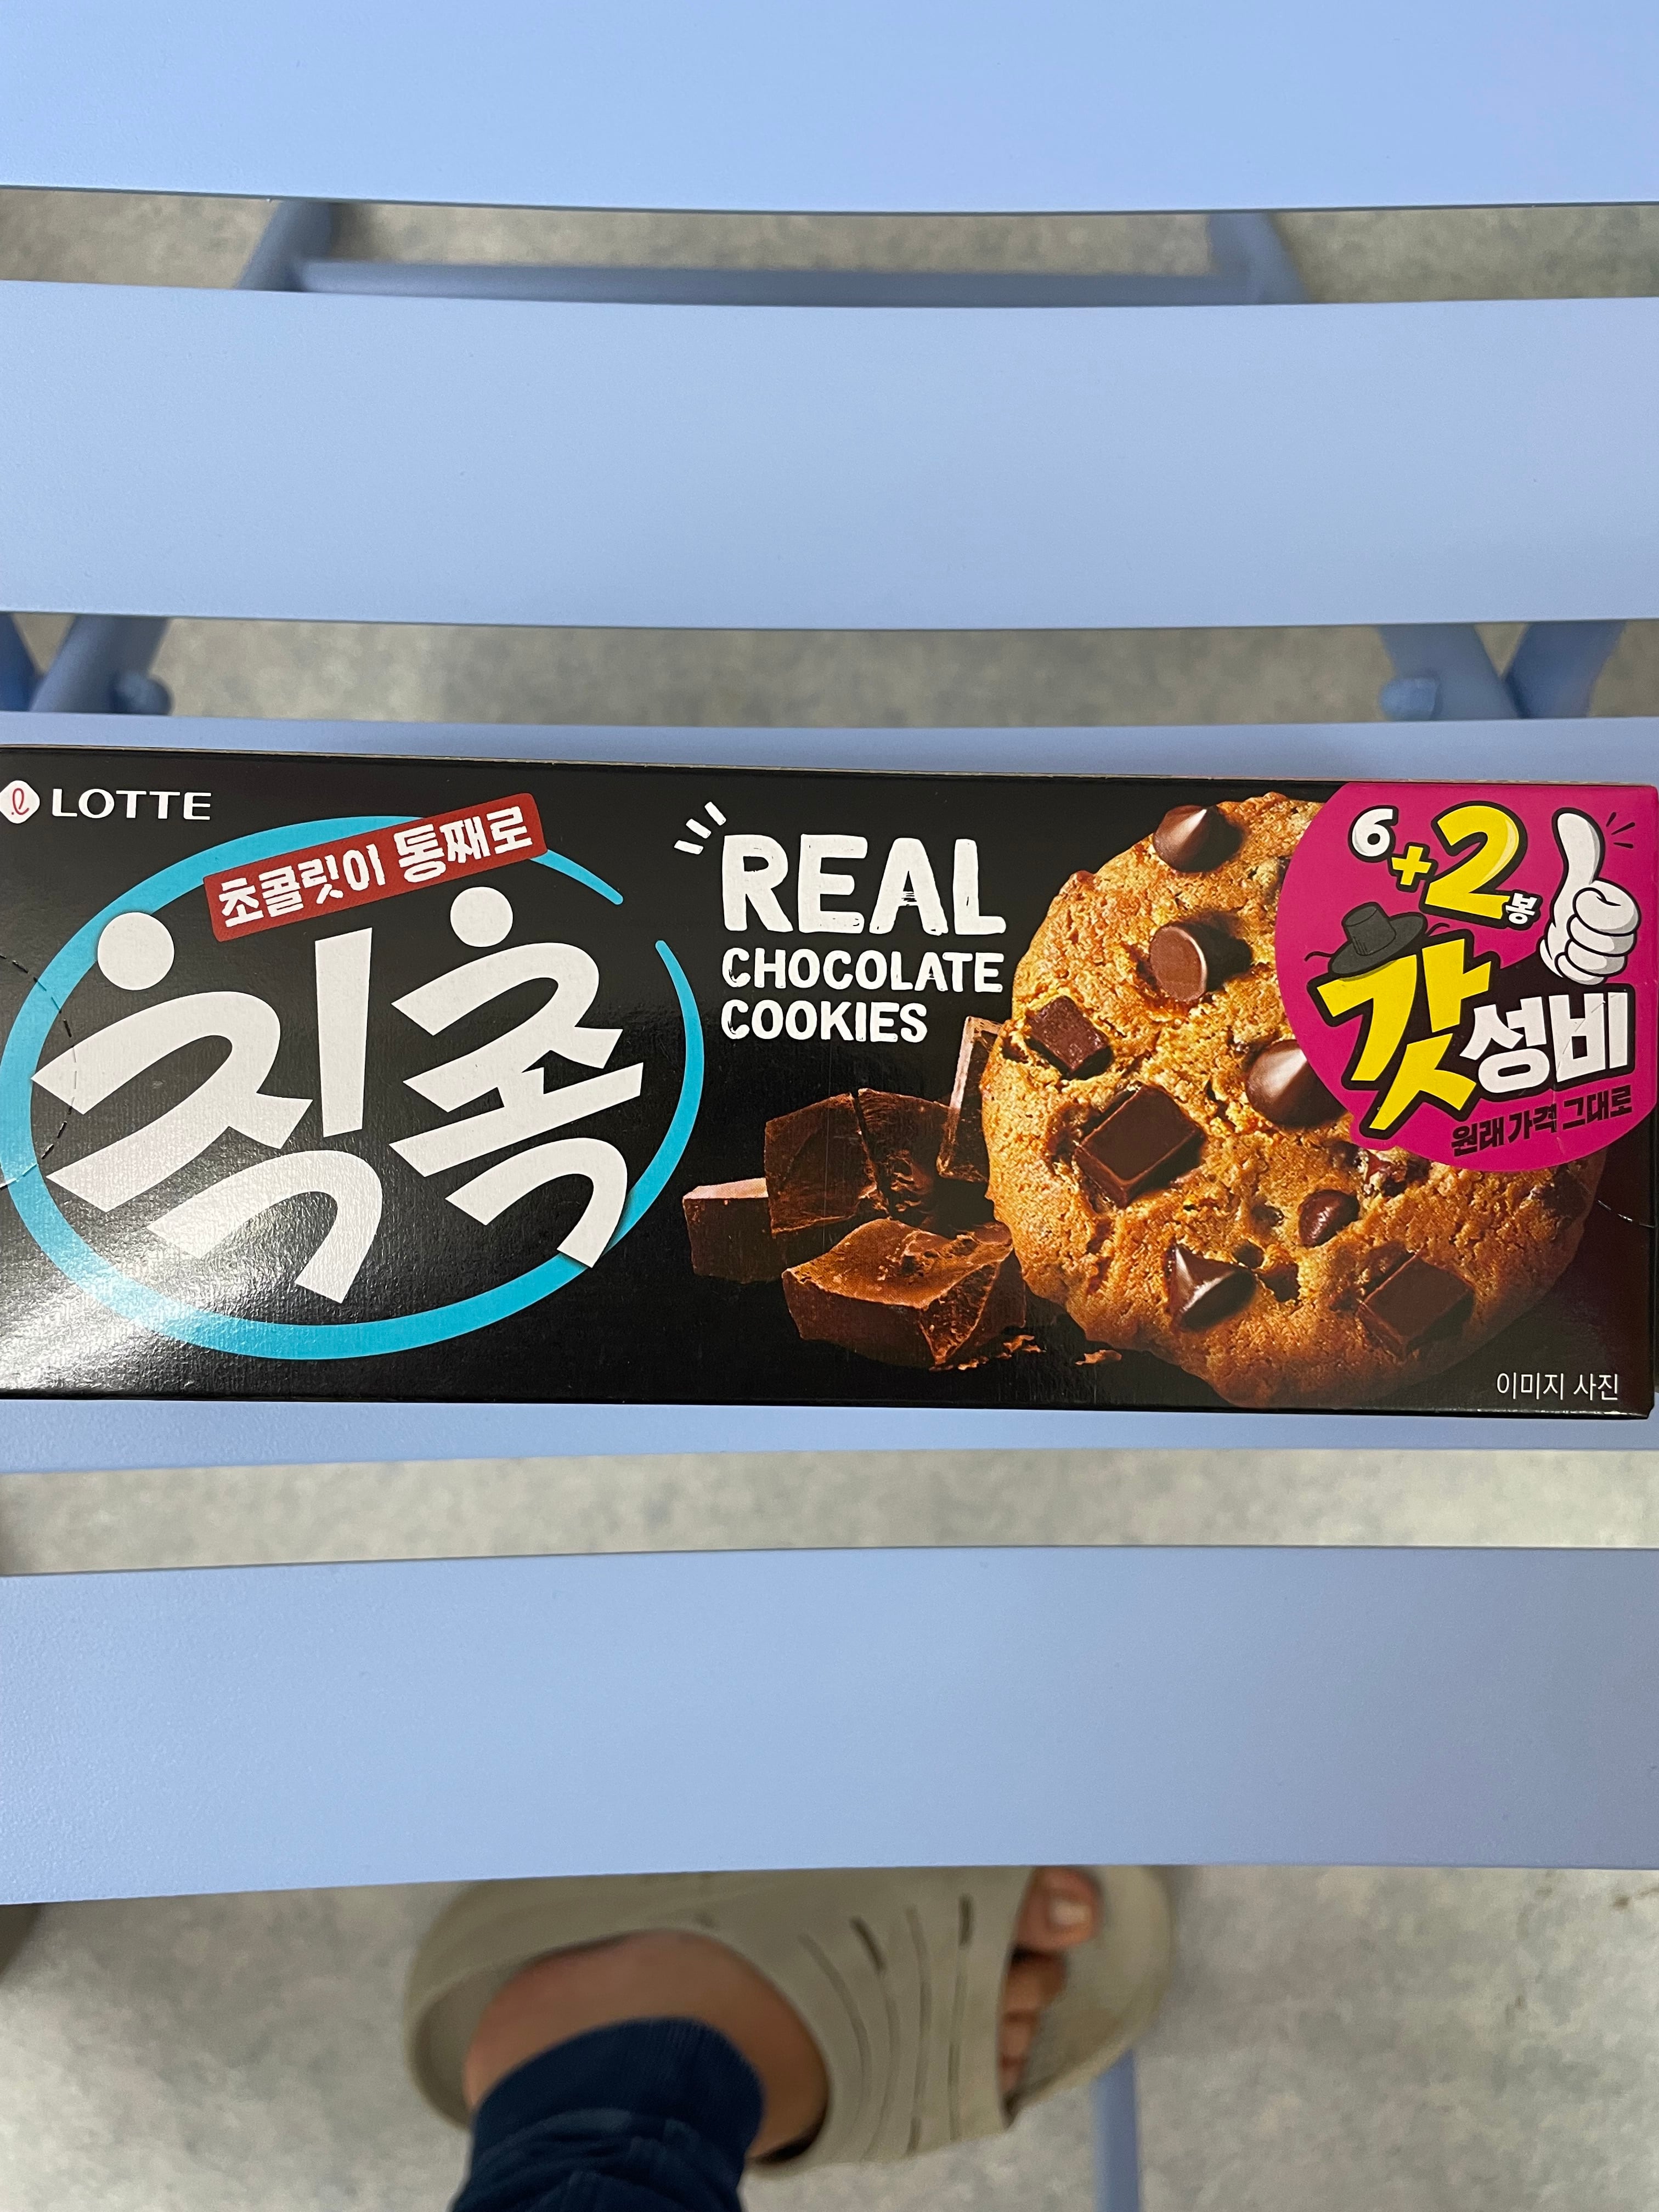 LOTTE
초콜릿이 통째로
칙촉
REAL
CHOCOLATE
COOKIES
6+2봉
갓성비
원래가격 그대로
이미지 사진